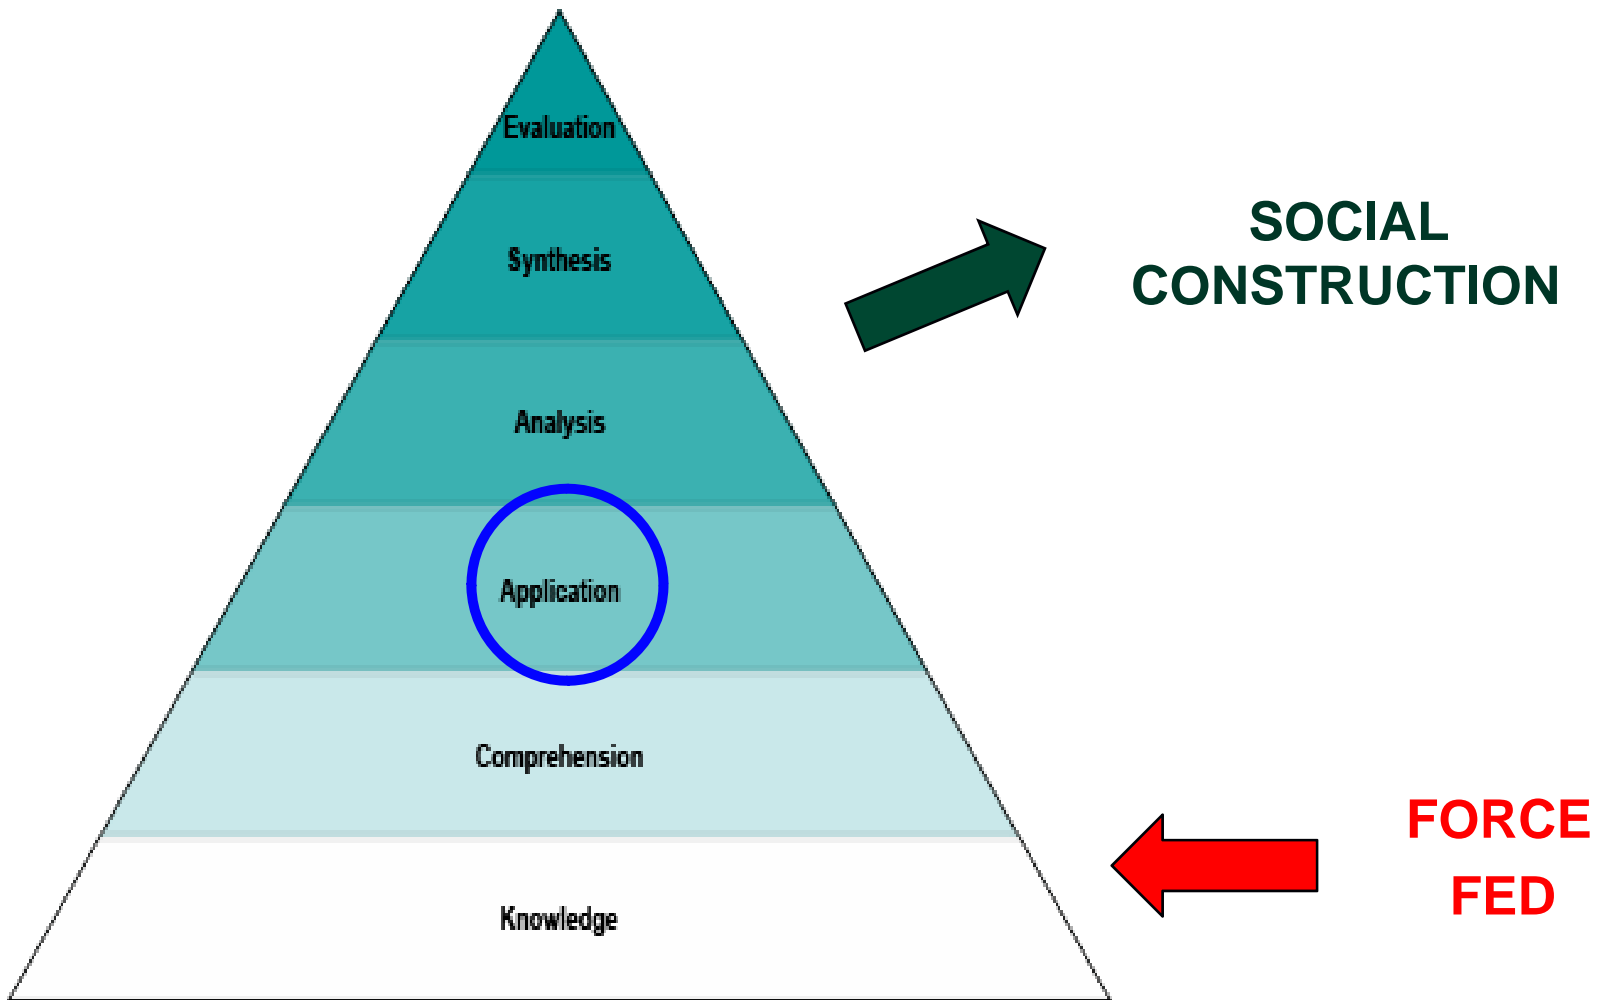 Evaluation
Synthesis
SOCIAL
CONSTRUCTION
Analysis
Application
Comprehension
FORCE
FED
Knowledge